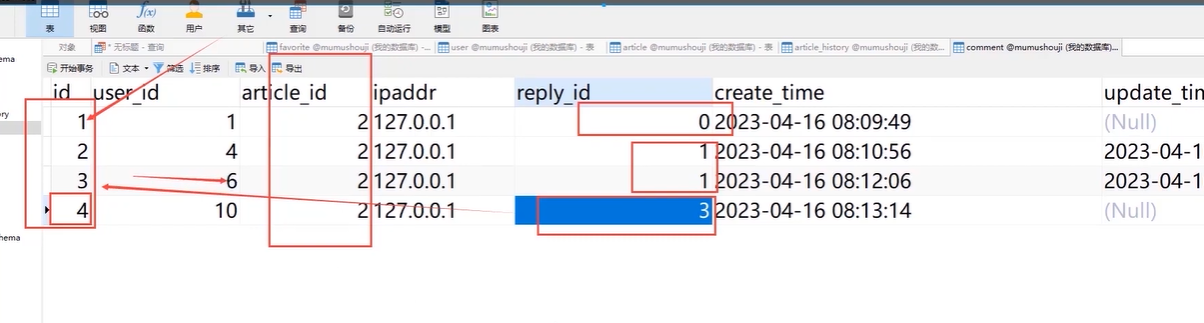 表 视图 函数 用户 其它 查询 备份 自动运行 模型 图表
对象 * 无标题 - 查询 favorite @mumushouji (我的数据库) -... user @mumushouji (我的数据库) - 表 article @mumushouji (我的数据库) - 表 article_history @mumushouji (我的数据... comment @mumushouji (我的数据库)...
ema
开始事务 文本 筛选 排序 导入 导出
id user_id article_id ipaddr reply_id create_time update_tim
ry
1 1 2 127.0.0.1 0 2023-04-16 08:09:49 (Null)
2 4 2 127.0.0.1 1 2023-04-16 08:10:56 2023-04-1
3 6 2 127.0.0.1 1 2023-04-16 08:12:06 2023-04-1
4 10 2 127.0.0.1 3 2023-04-16 08:13:14 (Null)
hema